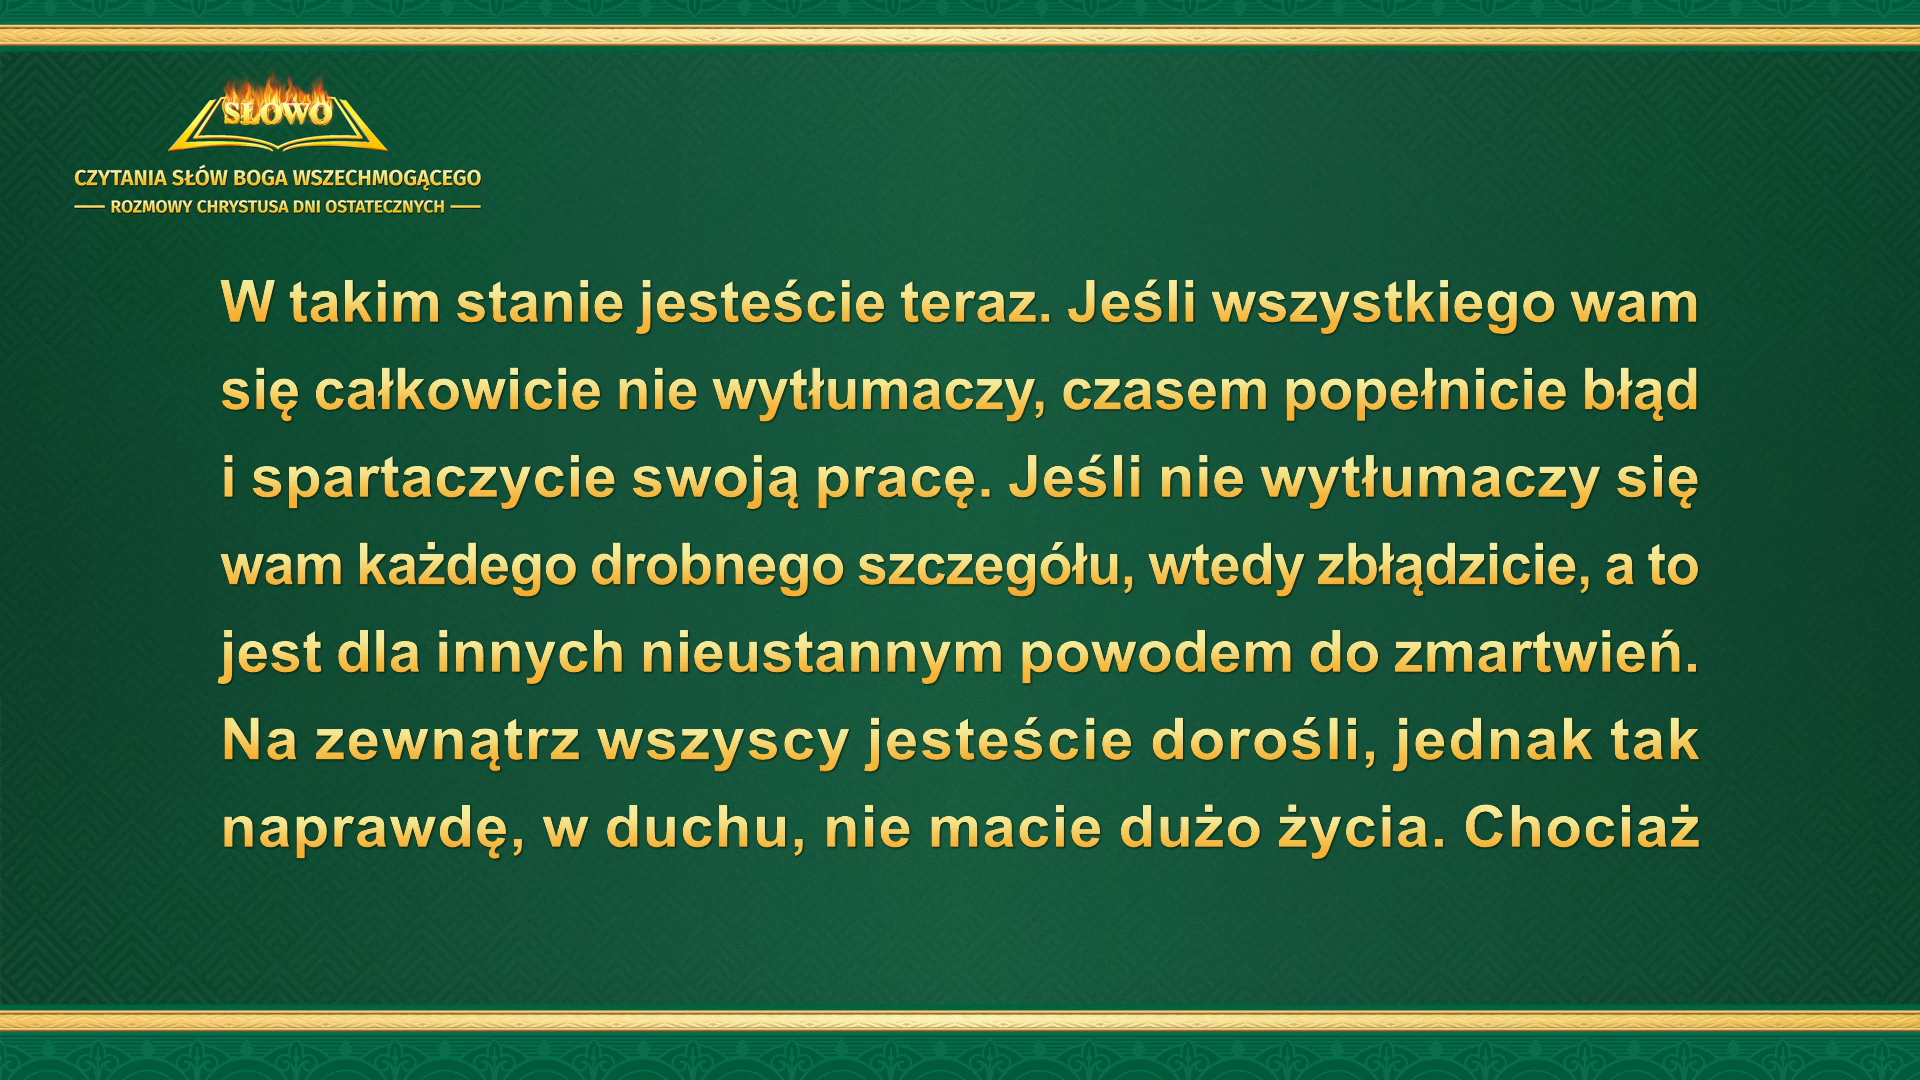 SŁOWO
CZYTANIA SŁÓW BOGA WSZECHMOGĄCEGO
ROZMOWY CHRYSTUSA DNI OSTATECZNYCH
W takim stanie jesteście teraz. Jeśli wszystkiego wam
się całkowicie nie wytłumaczy, czasem popełnicie błąd
i spartaczycie swoją pracę. Jeśli nie wytłumaczy się
wam każdego drobnego szczegółu, wtedy zbłądzicie, a to
jest dla innych nieustannym powodem do zmartwień.
Na zewnątrz wszyscy jesteście dorośli, jednak tak
naprawdę, w duchu, nie macie dużo życia. Chociaż